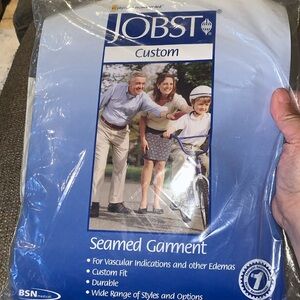 JOBST
Custom
Seamed Garment
• For Vascular Indications and other Edemas
• Custom Fit
• Durable
• Wide Range of Styles and Options
BSN medical
1